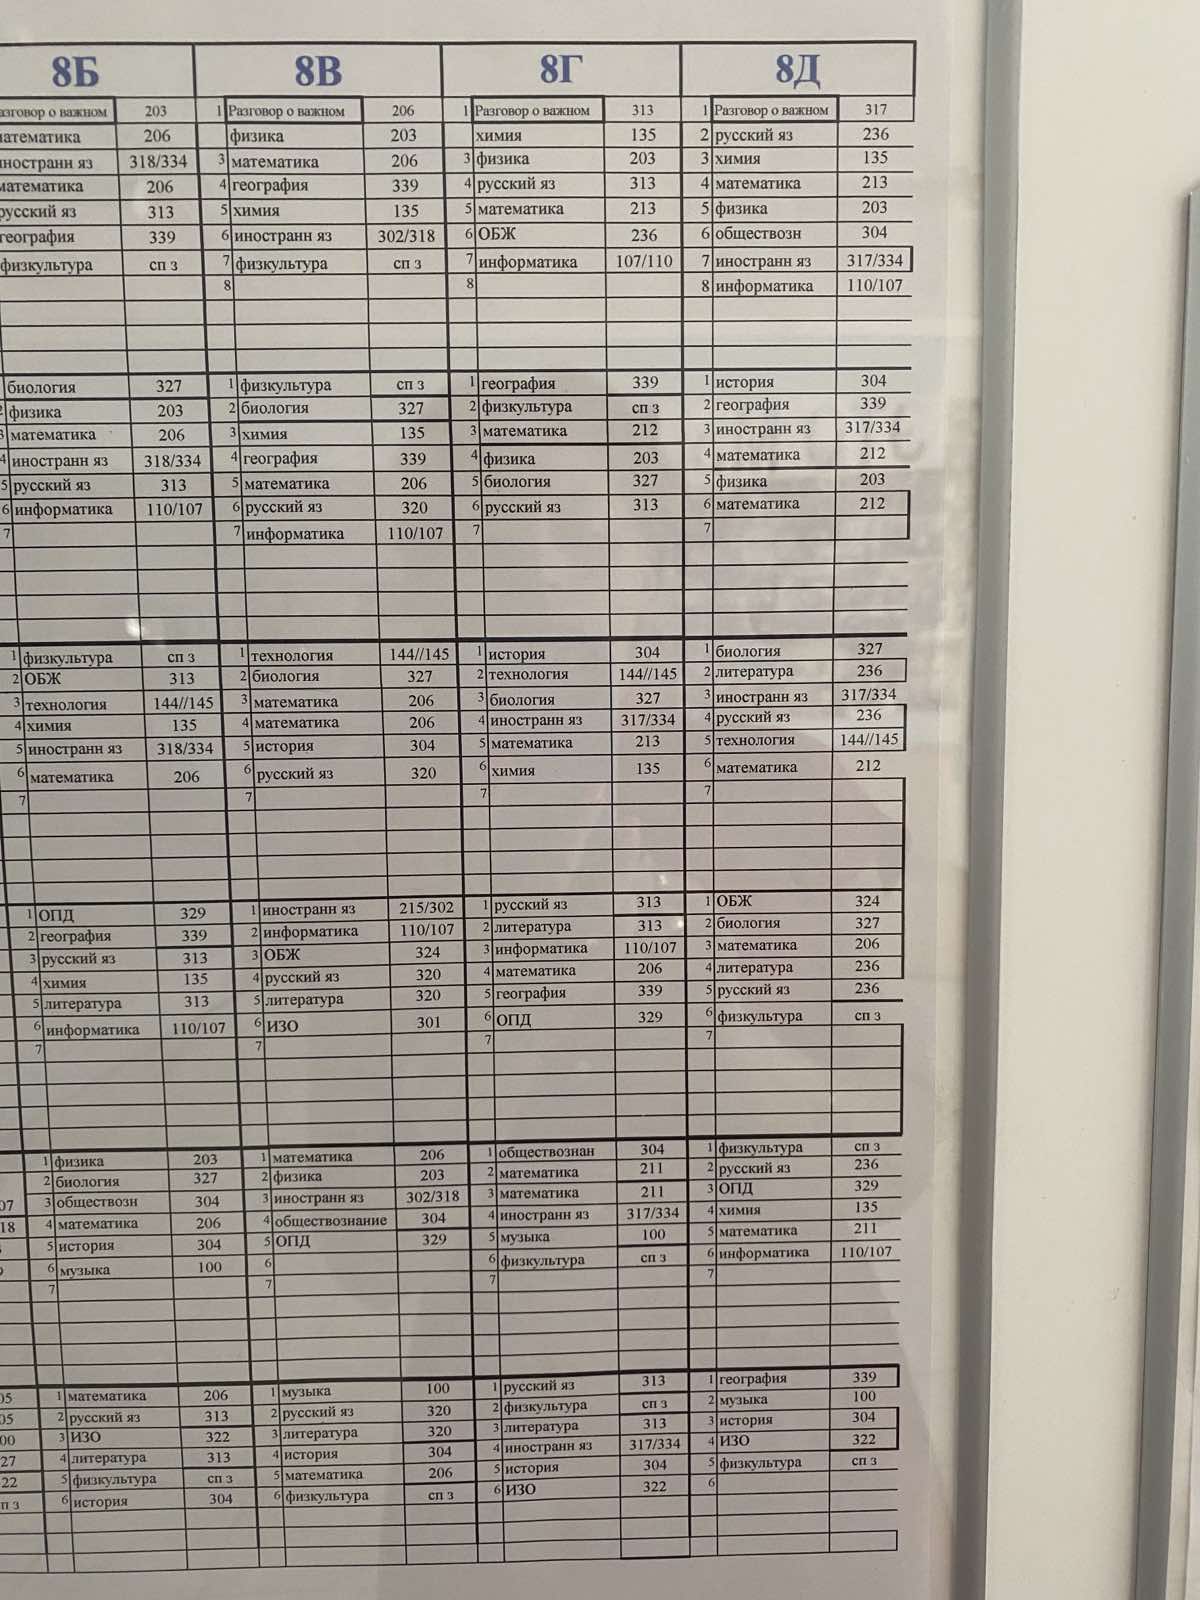 8Б 8В 8Г 8Д
азговор о важном 203 1 Разговор о важном 206 1 Разговор о важном 313 1 Разговор о важном 317
математика 206 физика 203 химия 135 2 русский яз 236
иностранн яз 318/334 3 математика 206 3 физика 203 3 химия 135
математика 206 4 география 339 4 русский яз 313 4 математика 213
русский яз 313 5 химия 135 5 математика 213 5 физика 203
география 339 6 иностранн яз 302/318 6 ОБЖ 236 6 обществозн 304
физкультура сп з 7 физкультура сп з 7 информатика 107/110 7 иностранн яз 317/334
8 8 8 информатика 110/107
биология 327 1 физкультура сп з 1 география 339 1 история 304
2 физика 203 2 биология 327 2 физкультура сп з 2 география 339
3 математика 206 3 химия 135 3 математика 212 3 иностранн яз 317/334
4 иностранн яз 318/334 4 география 339 4 физика 203 4 математика 212
5 русский яз 313 5 математика 206 5 биология 327 5 физика 203
6 информатика 110/107 6 русский яз 320 6 русский яз 313 6 математика 212
7 7 информатика 110/107 7 7
1 физкультура сп з 1 технология 144//145 1 история 304 1 биология 327
2 ОБЖ 313 2 биология 327 2 технология 144//145 2 литература 236
3 технология 144//145 3 математика 206 3 биология 327 3 иностранн яз 317/334
4 химия 135 4 математика 206 4 иностранн яз 317/334 4 русский яз 236
5 иностранн яз 318/334 5 история 304 5 математика 213 5 технология 144//145
6 математика 206 6 русский яз 320 6 химия 135 6 математика 212
7 7 7 7
1 ОПД 329 1 иностранн яз 215/302 1 русский яз 313 1 ОБЖ 324
2 география 339 2 информатика 110/107 2 литература 313 2 биология 327
3 русский яз 313 3 ОБЖ 324 3 информатика 110/107 3 математика 206
4 химия 135 4 русский яз 320 4 математика 206 4 литература 236
5 литература 313 5 литература 320 5 география 339 5 русский яз 236
6 информатика 110/107 6 ИЗО 301 6 ОПД 329 6 физкультура сп з
7 7 7 7
1 физика 203 1 математика 206 1 обществознан 304 1 физкультура сп з
2 биология 327 2 физика 203 2 математика 211 2 русский яз 236
07 3 обществозн 304 3 иностранн яз 302/318 3 математика 211 3 ОПД 329
18 4 математика 206 4 обществознание 304 4 иностранн яз 317/334 4 химия 135
5 история 304 5 ОПД 329 5 музыка 100 5 математика 211
6 музыка 100 6 6 физкультура сп з 6 информатика 110/107
7 7 7 7
05 1 математика 206 1 музыка 100 1 русский яз 313 1 география 339
05 2 русский яз 313 2 русский яз 320 2 физкультура сп з 2 музыка 100
00 3 ИЗО 322 3 литература 320 3 литература 313 3 история 304
27 4 литература 313 4 история 304 4 иностранн яз 317/334 4 ИЗО 322
22 5 физкультура сп з 5 математика 206 5 история 304 5 физкультура сп з
п з 6 история 304 6 физкультура сп з 6 ИЗО 322 6